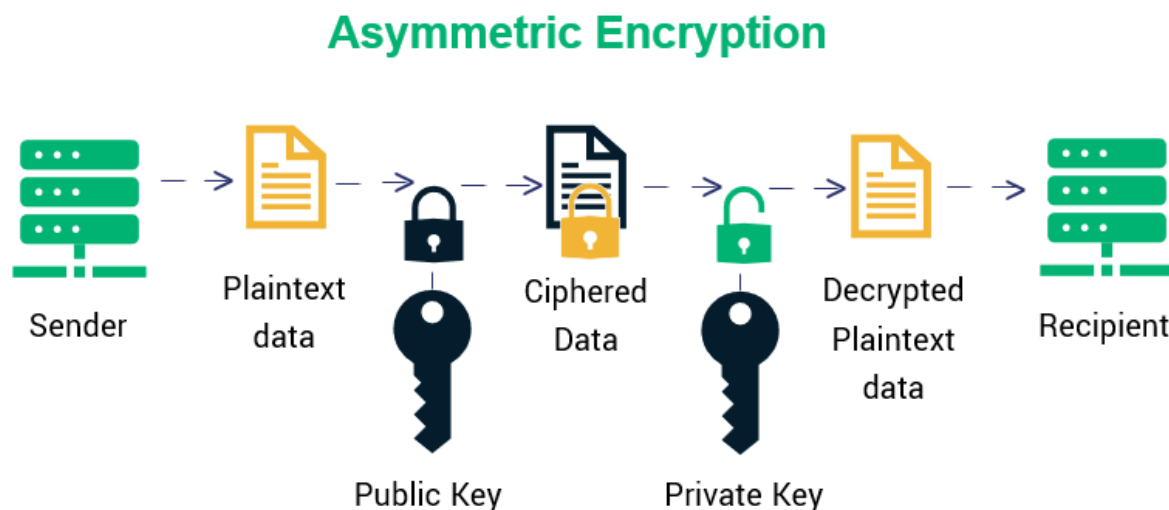 Asymmetric Encryption
Sender
Plaintext
data
Public Key
Ciphered
Data
Private Key
Decrypted
Plaintext
data
Recipient